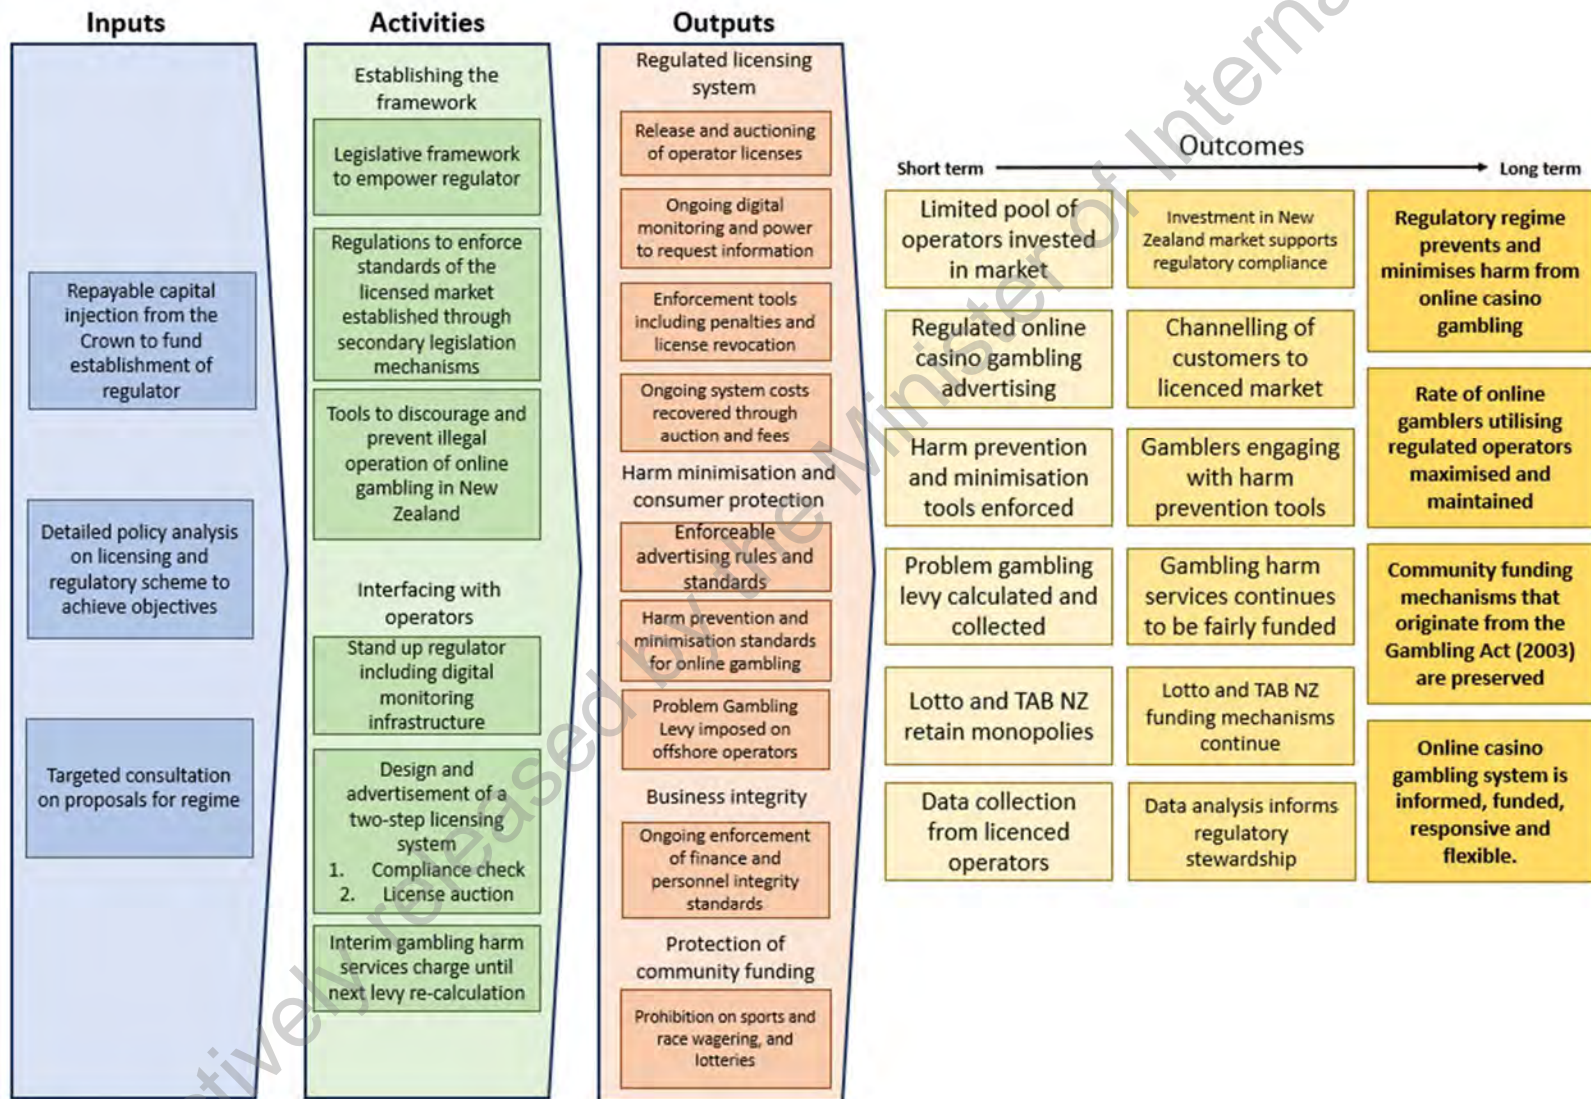 Inputs
Repayable capital
injection from the
Crown to fund
establishment of
regulator
Detailed policy analysis
on licensing and
regulatory scheme to
achieve objectives
Targeted consultation
on proposals for regime
Activities
Establishing the
framework
Legislative framework
to empower regulator
Regulations to enforce
standards of the
licensed market
established through
secondary legislation
mechanisms
Tools to discourage and
prevent illegal
operation of online
gambling in New
Zealand
Interfacing with
operators
Stand up regulator
including digital
monitoring
infrastructure
Design and
advertisement of a
two-step licensing
system
1. Compliance check
2. License auction
Interim gambling harm
services charge until
next levy re-calculation
Outputs
Regulated licensing
system
Release and auctioning
of operator licenses
Ongoing digital
monitoring and power
to request information
Enforcement tools
including penalties and
license revocation
Ongoing system costs
recovered through
auction and fees
Harm minimisation and
consumer protection
Enforceable
advertising rules and
standards
Harm prevention and
minimisation standards
for online gambling
Problem Gambling
Levy imposed on
offshore operators
Business integrity
Ongoing enforcement
of finance and
personnel integrity
standards
Protection of
community funding
Prohibition on sports and
race wagering, and
lotteries
Outcomes
Short term
Long term
Limited pool of
operators invested
in market
Regulated online
casino gambling
advertising
Harm prevention
and minimisation
tools enforced
Problem gambling
levy calculated and
collected
Lotto and TAB NZ
retain monopolies
Data collection
from licenced
operators
Investment in New
Zealand market supports
regulatory compliance
Channelling of
customers to
licenced market
Gamblers engaging
with harm
prevention tools
Gambling harm
services continues
to be fairly funded
Lotto and TAB NZ
funding mechanisms
continue
Data analysis informs
regulatory
stewardship
Regulatory regime
prevents and
minimises harm from
online casino
gambling
Rate of online
gamblers utilising
regulated operators
maximised and
maintained
Community funding
mechanisms that
originate from the
Gambling Act (2003)
are preserved
Online casino
gambling system is
informed, funded,
responsive and
flexible.
released by the Minister of